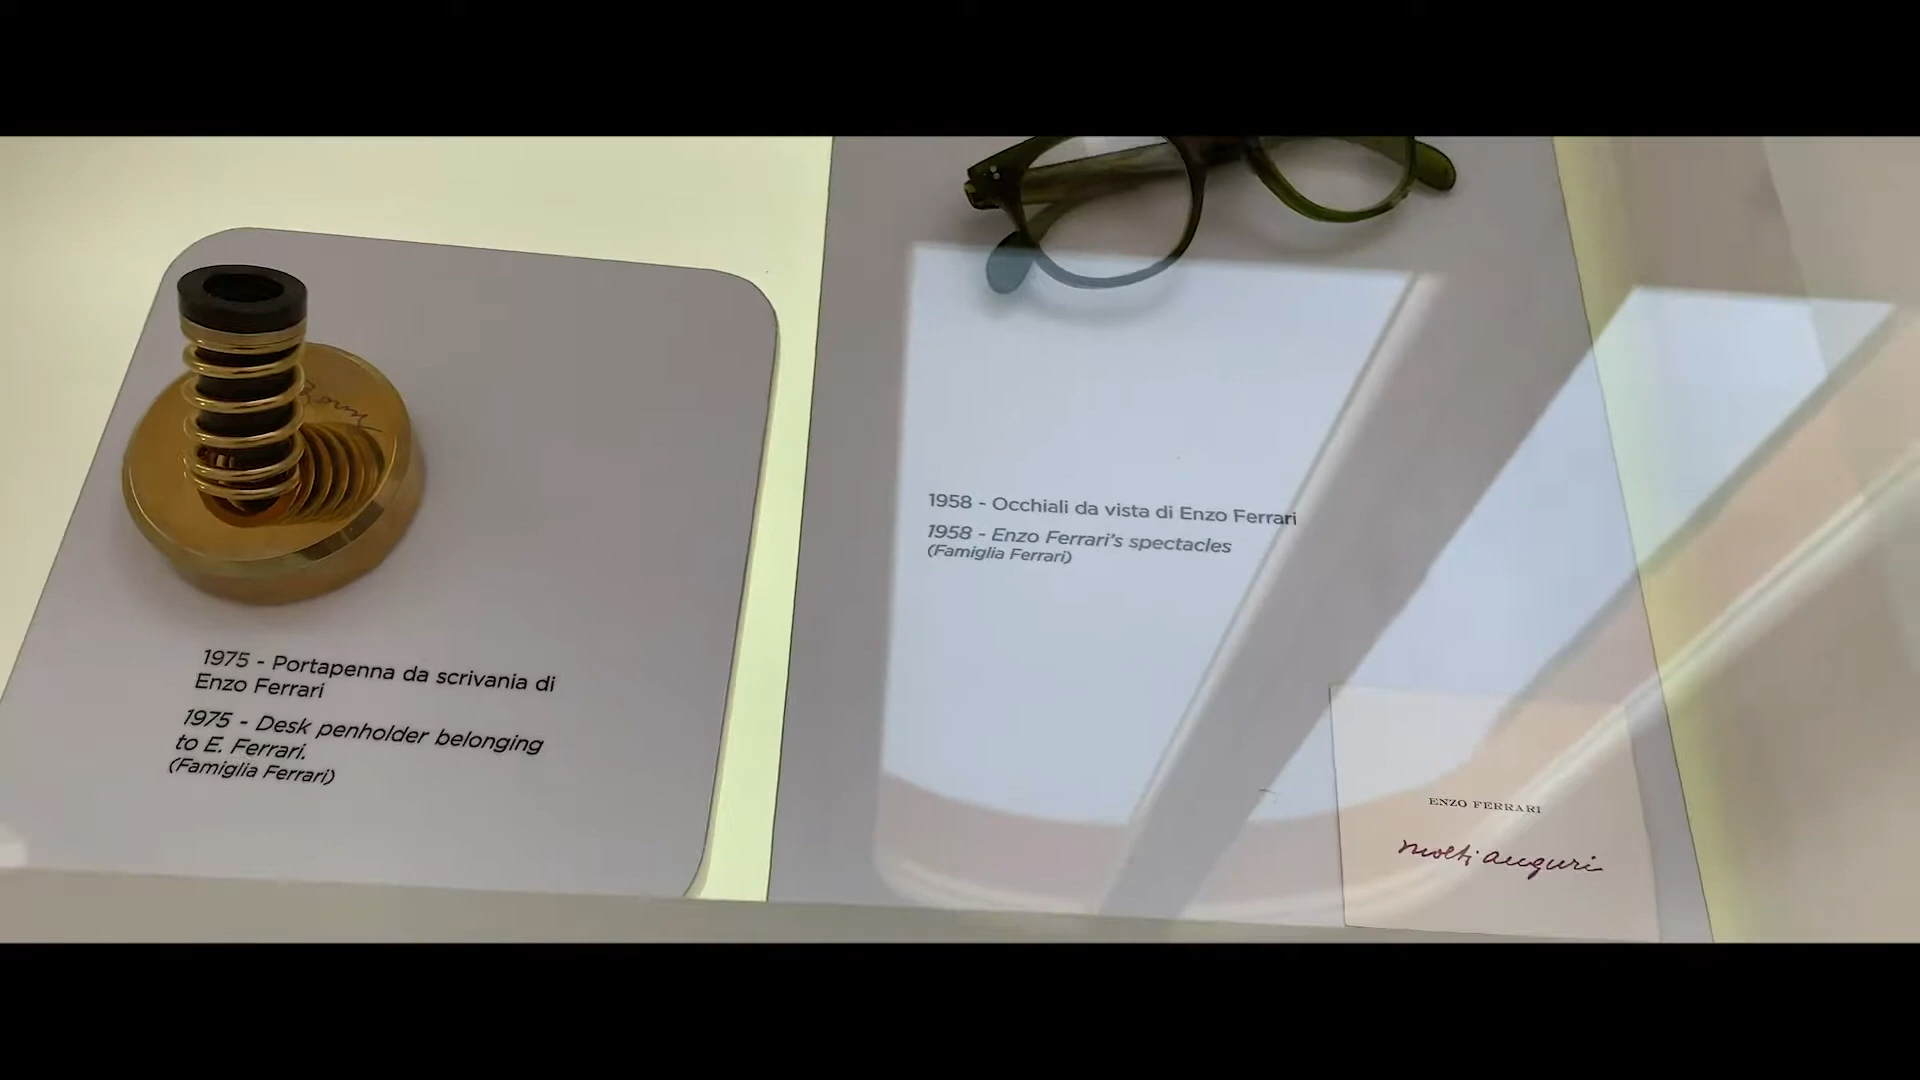 1975 - Portapenna da scrivania di
Enzo Ferrari
1975 - Desk penholder belonging
to E. Ferrari.
(Famiglia Ferrari)
1958 - Occhiali da vista di Enzo Ferrari
1958 - Enzo Ferrari's spectacles
(Famiglia Ferrari)
ENZO FERRARI
molti auguri